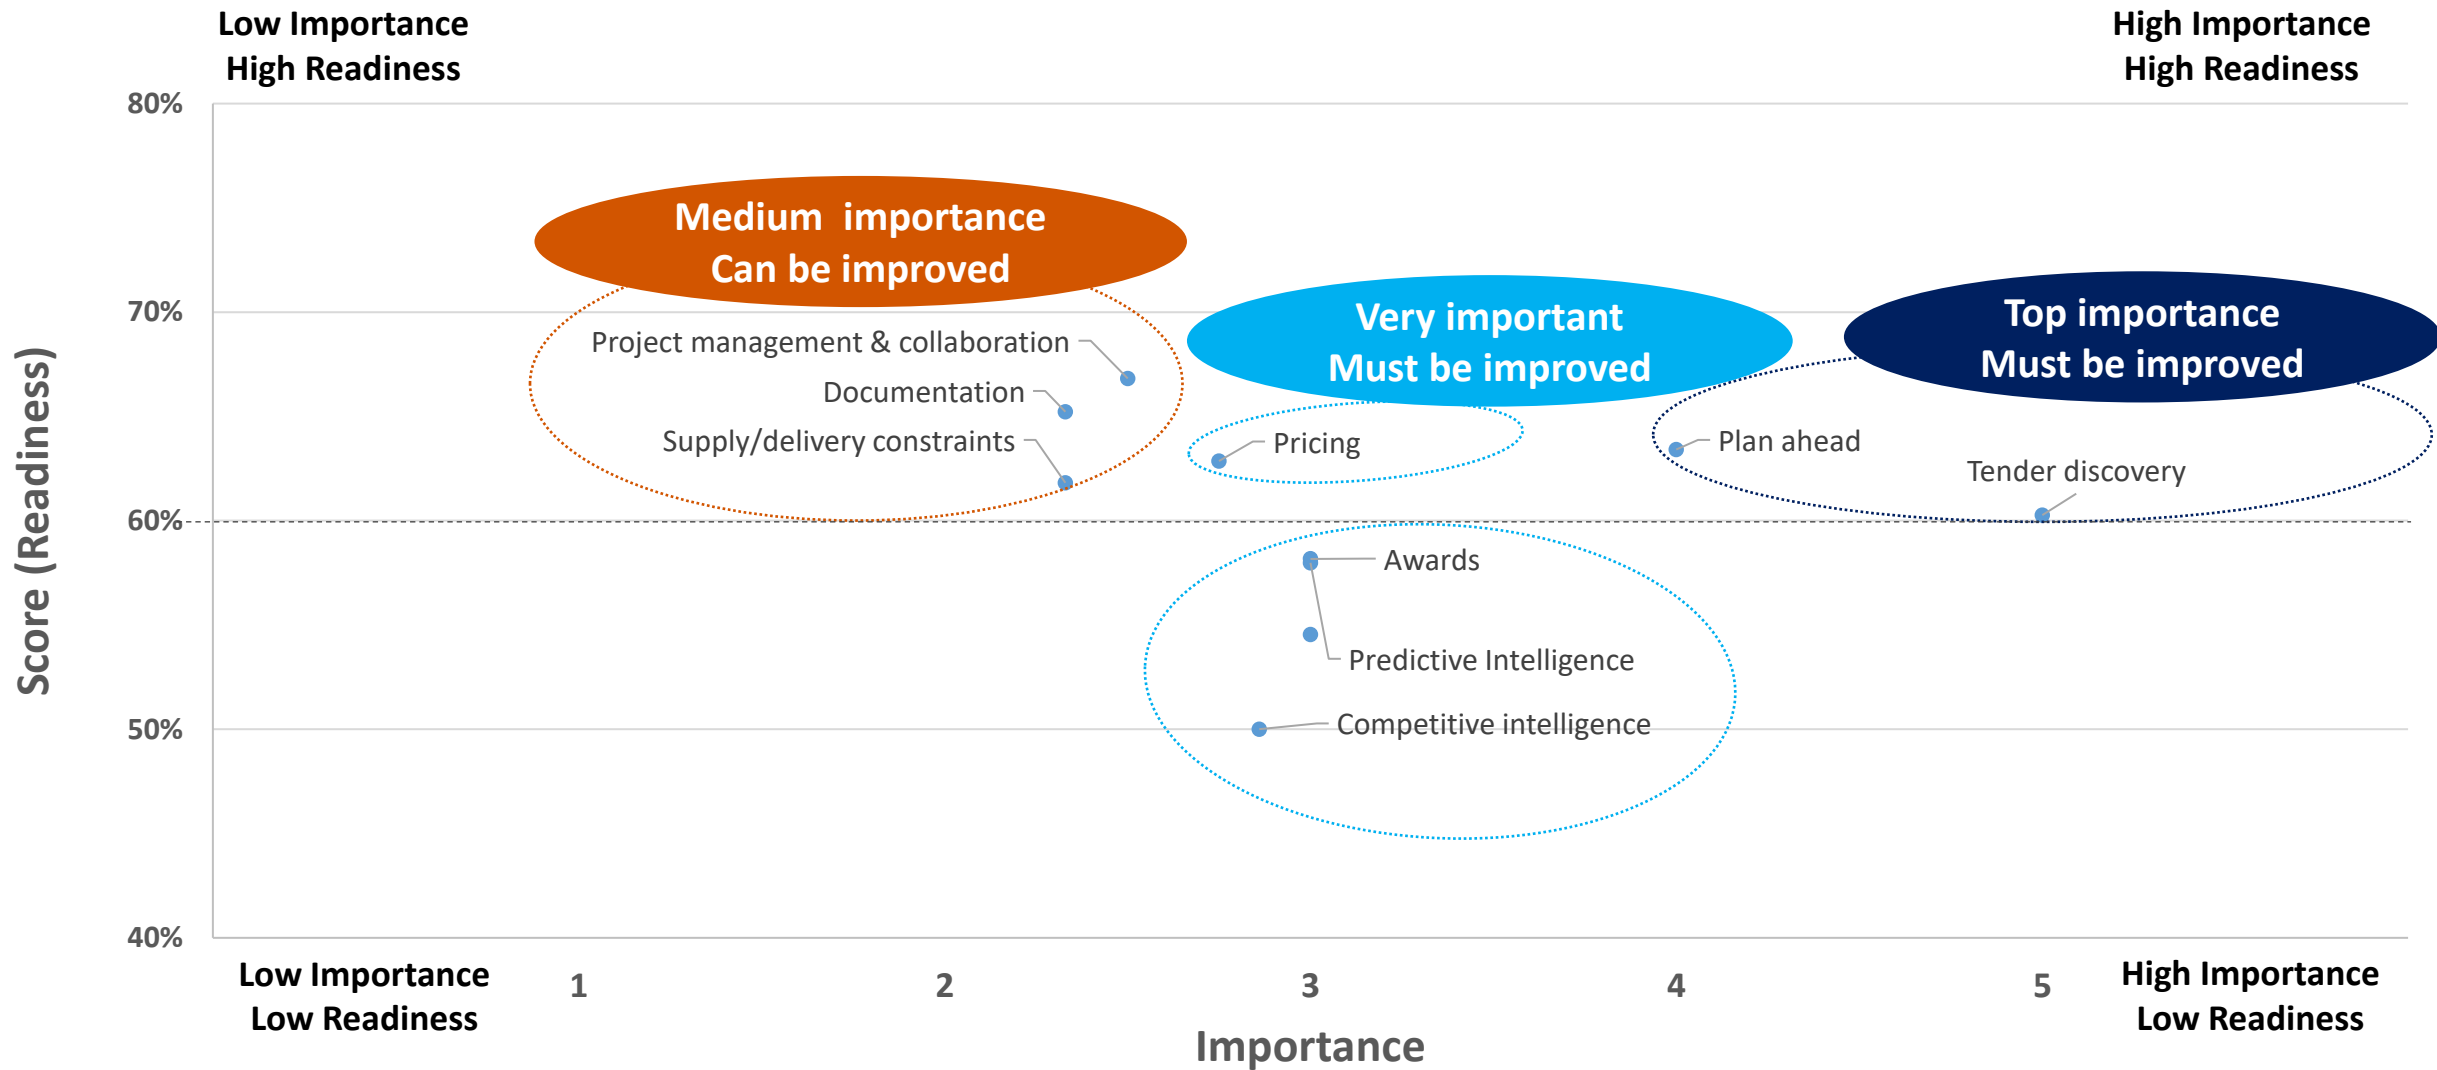 Low Importance
High Readiness
High Importance
High Readiness
80%
Medium  importance
Can be improved
70%
Very important
Must be improved
Top importance
Must be improved
Project management & collaboration
Documentation
Supply/delivery constraints
Pricing
Plan ahead
Tender discovery
60%
Awards
Predictive Intelligence
50%
Competitive intelligence
40%
Score (Readiness)
Low Importance
Low Readiness
1
2
3
4
5
High Importance
Low Readiness
Importance